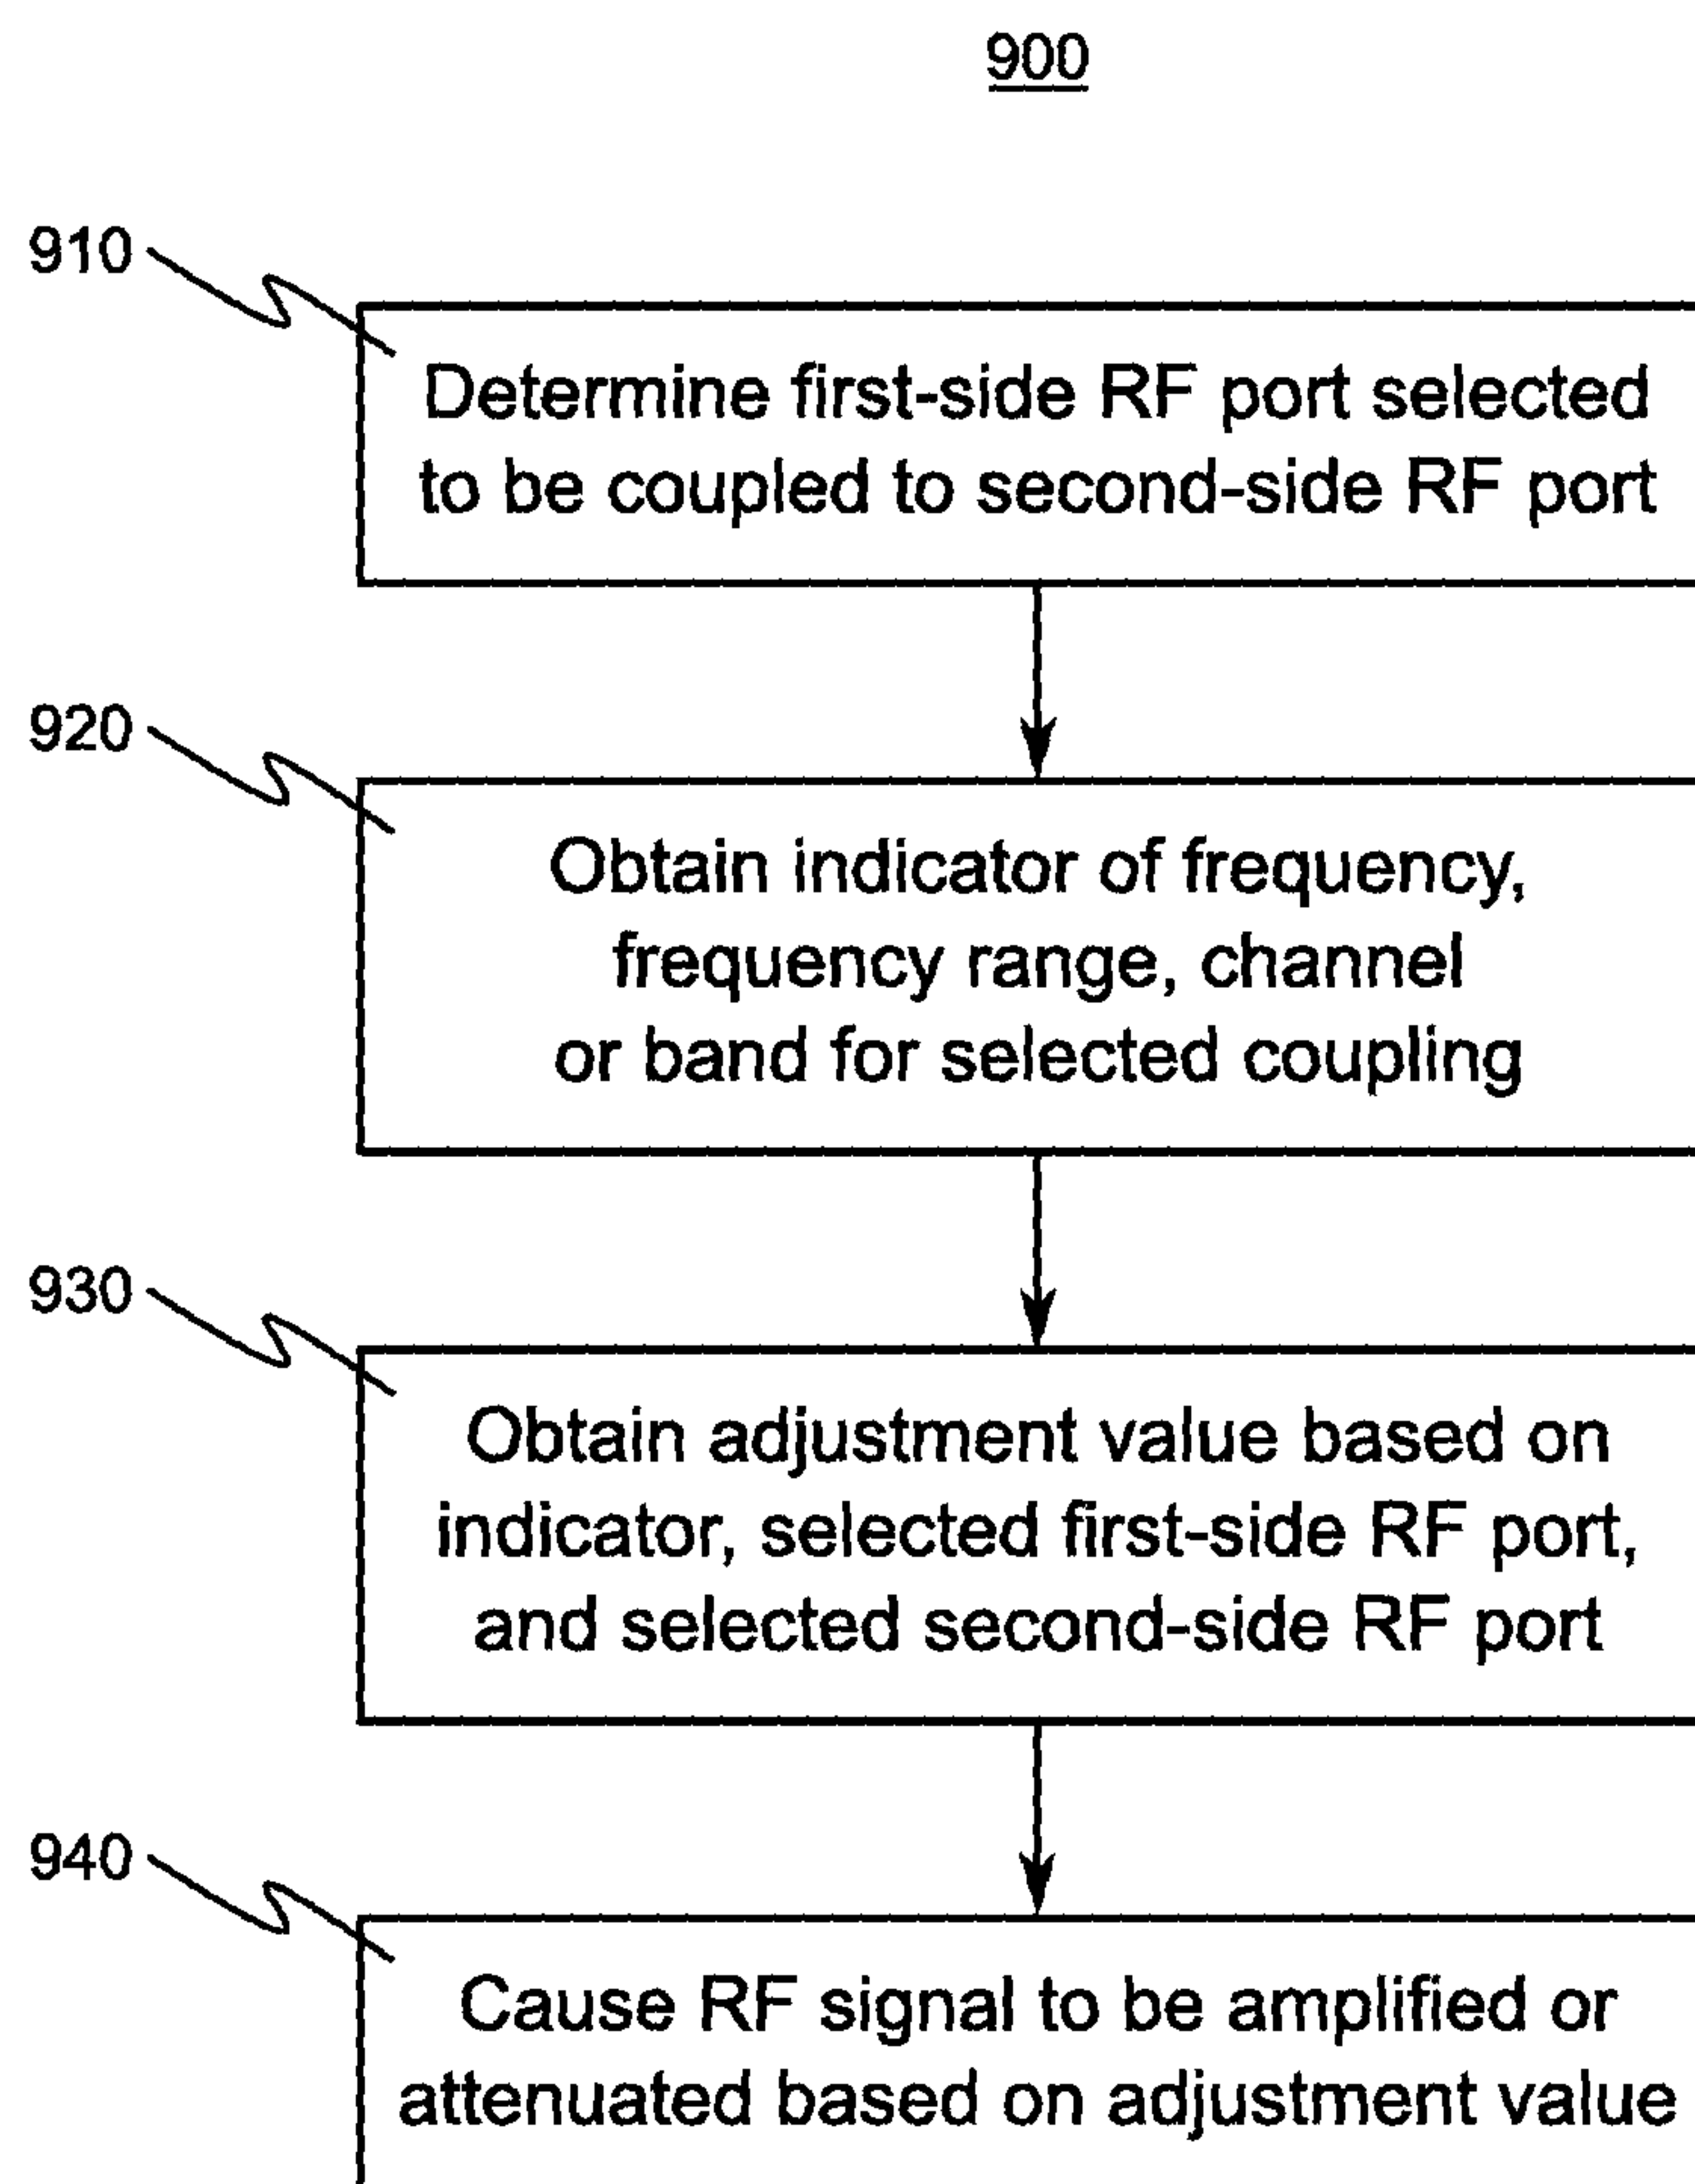 900
910
Determine first-side RF port selected
to be coupled to second-side RF port
920
Obtain indicator of frequency,
frequency range, channel
or band for selected coupling
930
Obtain adjustment value based on
indicator, selected first-side RF port,
and selected second-side RF port
940
Cause RF signal to be amplified or
attenuated based on adjustment value